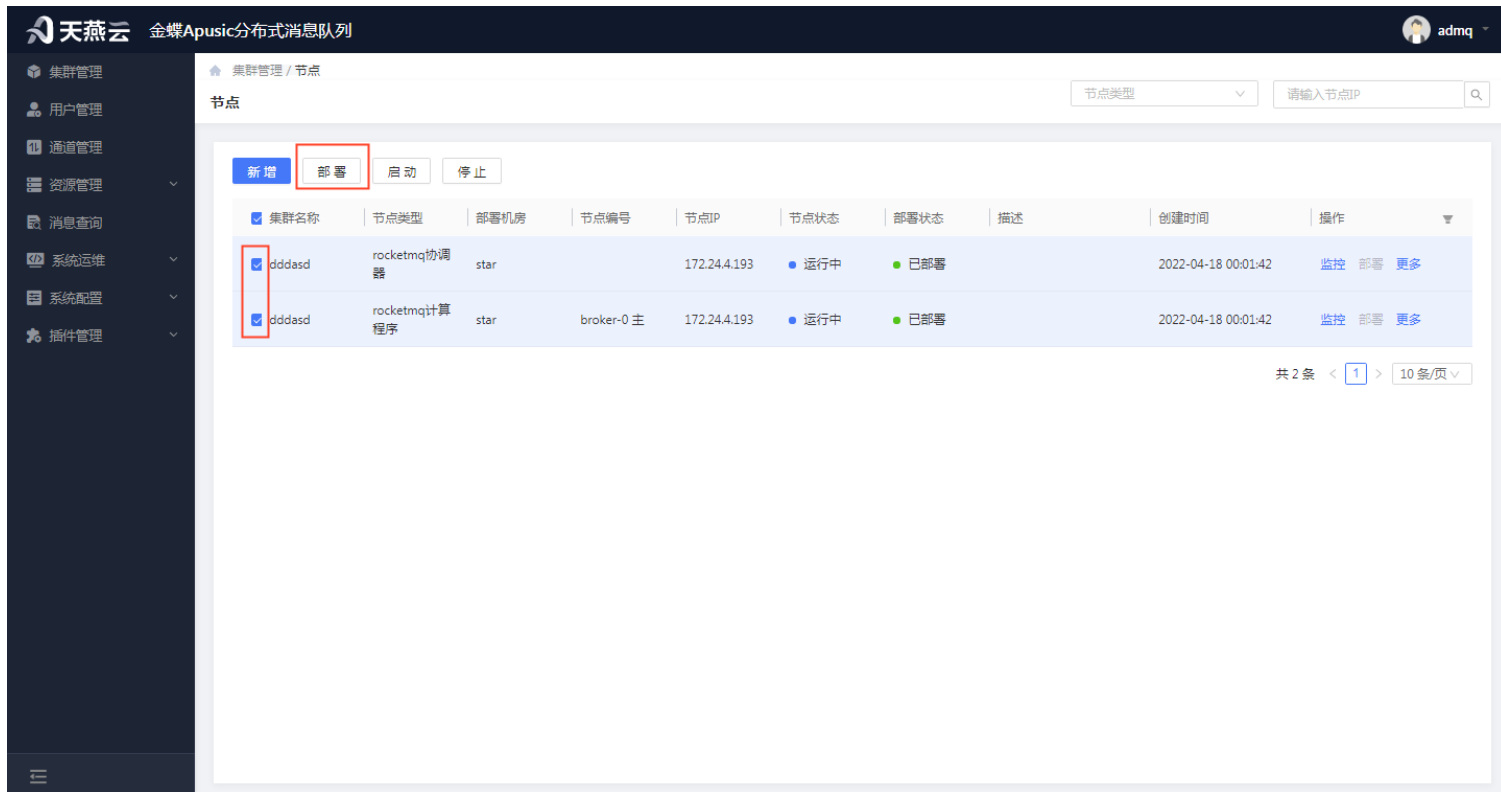 天燕云 金蝶Apusic分布式消息队列 admq
集群管理
用户管理
通道管理
资源管理
消息查询
系统运维
系统配置
插件管理
集群管理 / 节点
节点
节点类型
请输入节点IP
新增 部署 启动 停止
集群名称 节点类型 部署机房 节点编号 节点IP 节点状态 部署状态 描述 创建时间 操作
dddasd rocketmq协调器 star 172.24.4.193 运行中 已部署 2022-04-18 00:01:42 监控 部署 更多
dddasd rocketmq计算程序 star broker-0 主 172.24.4.193 运行中 已部署 2022-04-18 00:01:42 监控 部署 更多
共 2 条 < 1 > 10 条/页